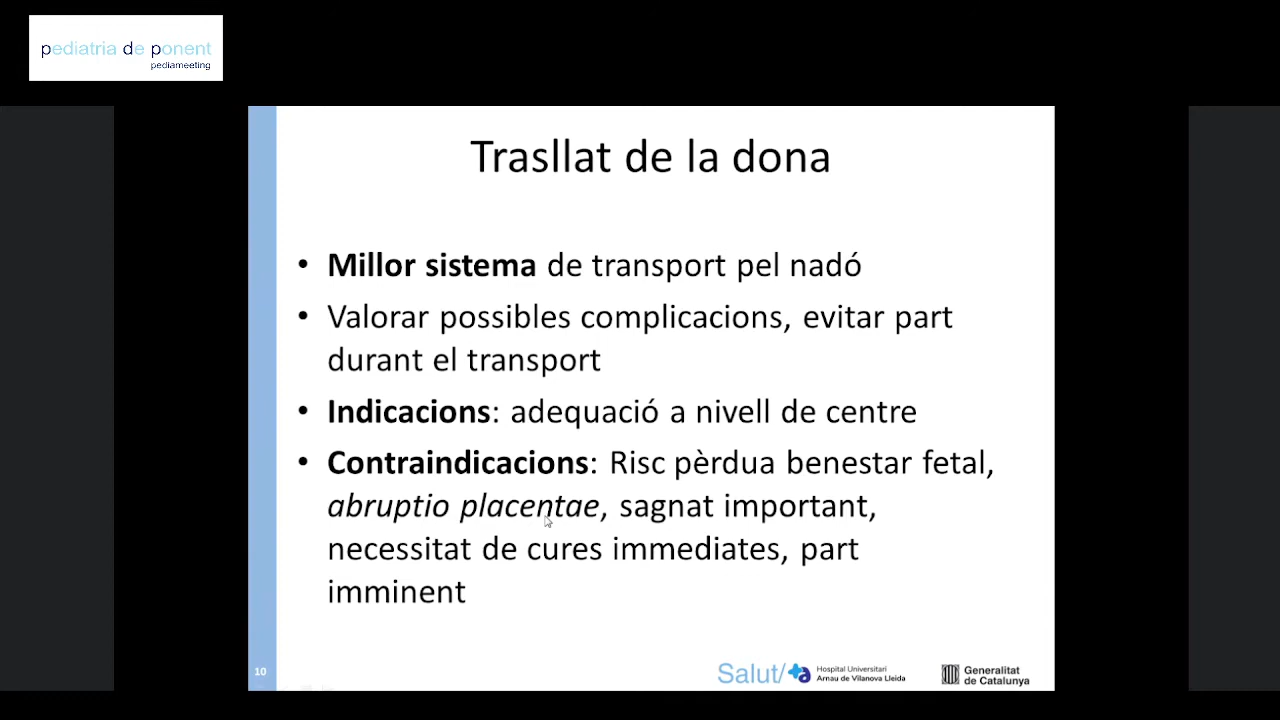 pediatria de ponent
pediameeting
Trasllat de la dona
• Millor sistema de transport pel nadó
• Valorar possibles complicacions, evitar part
durant el transport
• Indicacions: adequació a nivell de centre
• Contraindicacions: Risc pèrdua benestar fetal,
abruptio placentae, sagnat important,
necessitat de cures immediates, part
imminent
10
Salut/
Hospital Universitari
Arnau de Vilanova Lleida
Generalitat
de Catalunya